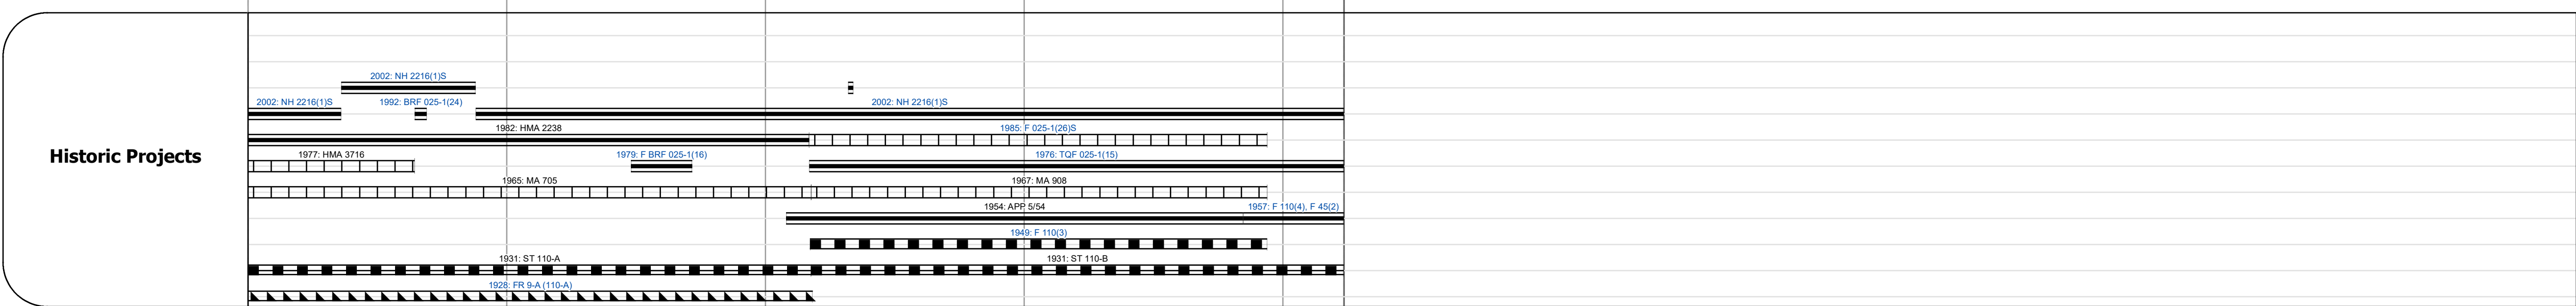 2002: NH 2216(1)S
2002: NH 2216(1)S 1992: BRF 025-1(24) 2002: NH 2216(1)S
1982: HMA 2238 1985: F 025-1(26)S
Historic Projects
1977: HMA 3716 1979: F BRF 025-1(16) 1976: TQF 025-1(15)
1965: MA 705 1967: MA 908
1954: APP 5/54 1957: F 110(4), F 45(2)
1949: F 110(3)
1931: ST 110-A 1931: ST 110-B
1928: FR 9-A (110-A)